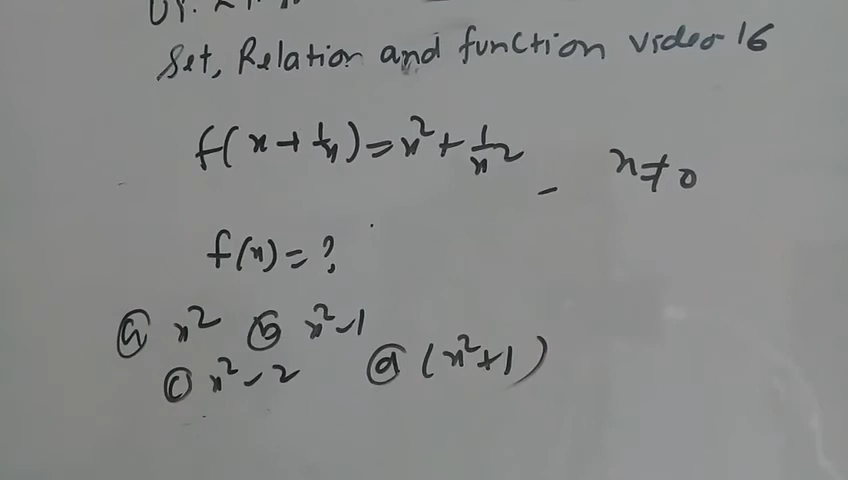 Set, Relation and function video-16
f(x + 1/x) = x² + 1/x² - x ≠ 0
f(x) = ?
ⓐ x² ⓑ x²-1
ⓒ x²-2 ⓓ (x²+1)